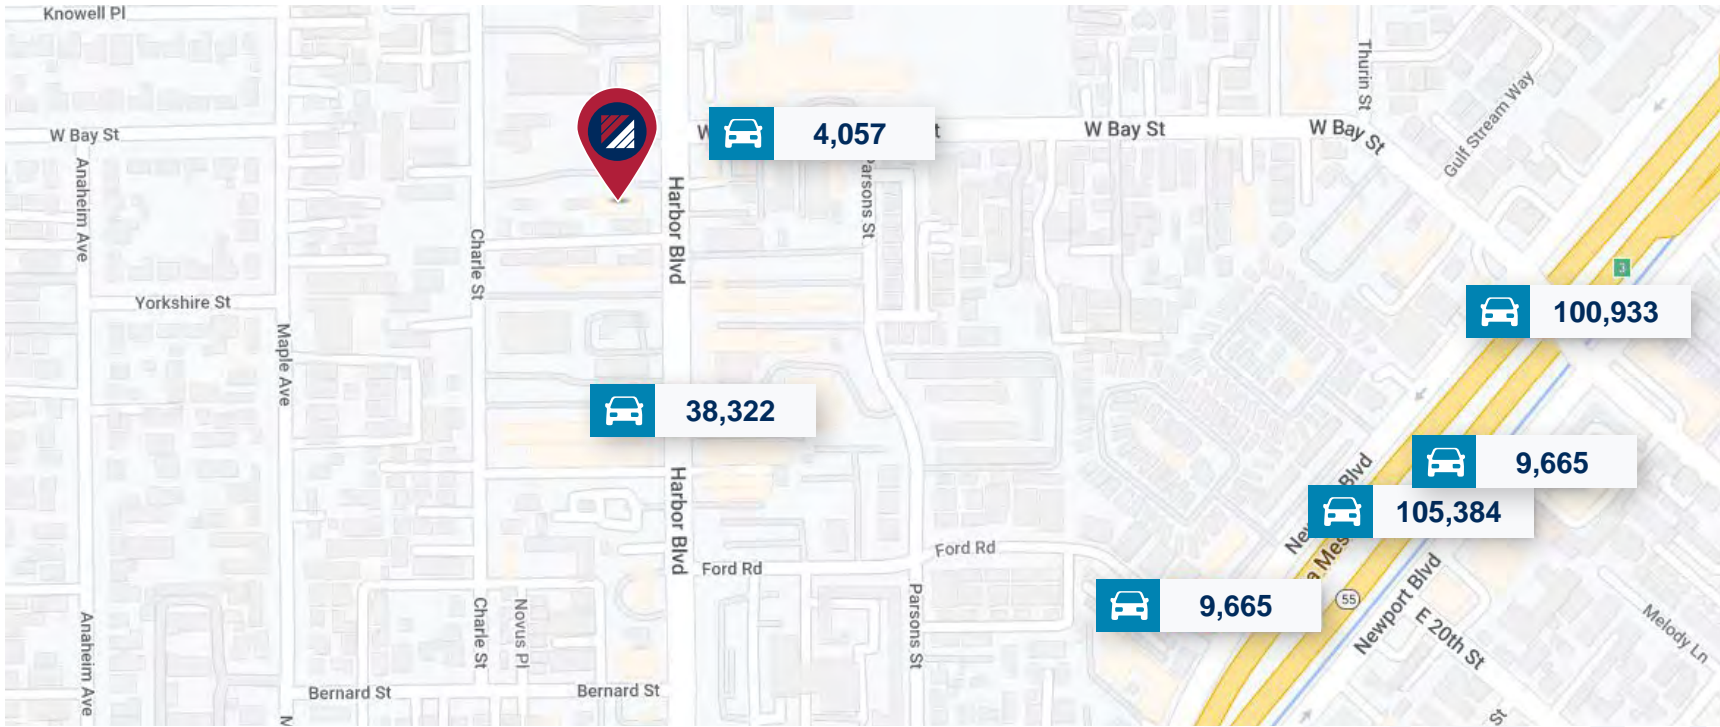 Knowell Pl
W Bay St
4,057
W Bay St
W Bay St
Thurin St
Gulf Stream Way
Anaheim Ave
Charle St
Harbor Blvd
Parsons St
3
Yorkshire St
Maple Ave
100,933
38,322
9,665
105,384
Harbor Blvd
Blvd
Ford Rd
Ford Rd
9,665
55
Newport Blvd
E 20th St
Melody Ln
Anaheim Ave
Charle St
Novus Pl
Parsons St
Bernard St
Bernard St
St